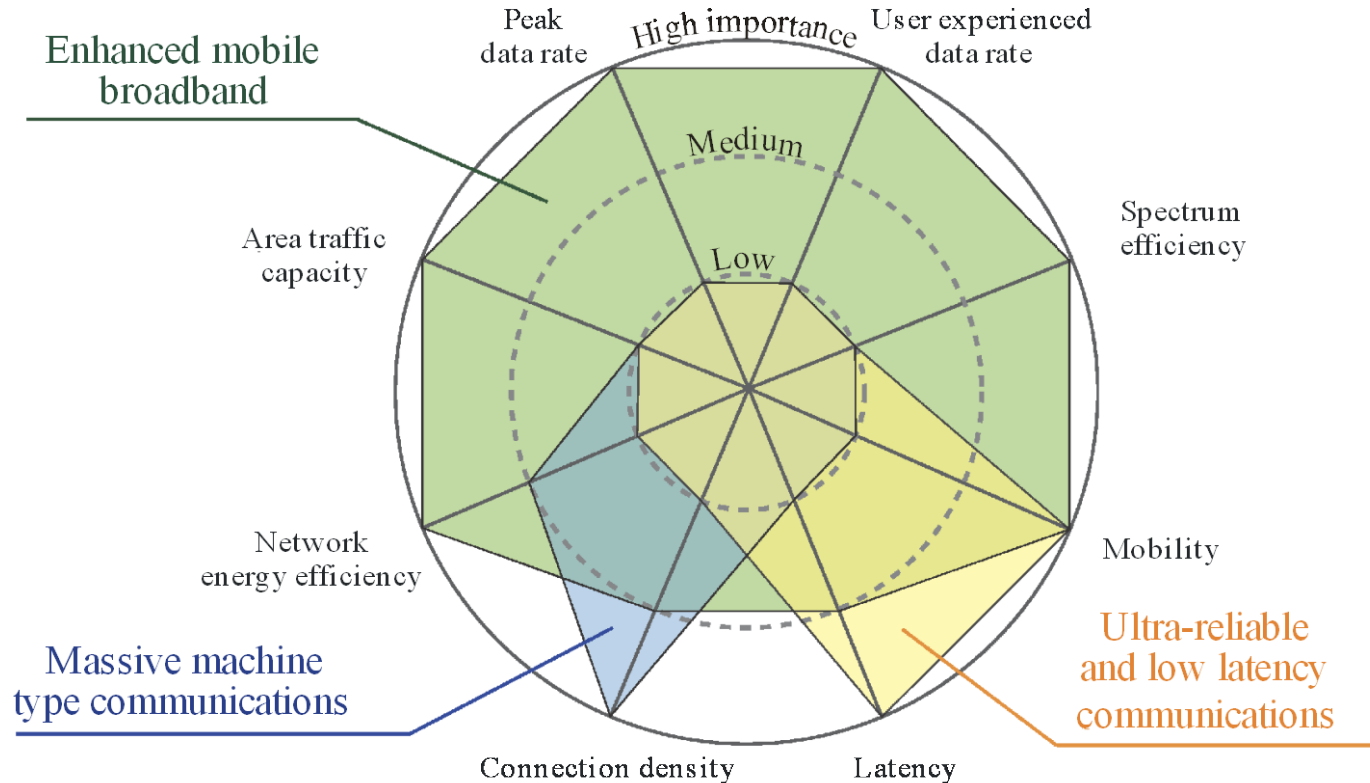 Peak
data rate
High importance
User experienced
data rate
Enhanced mobile
broadband
Medium
Area traffic
capacity
Low
Spectrum
efficiency
Network
energy efficiency
Mobility
Massive machine
type communications
Ultra-reliable
and low latency
communications
Connection density
Latency